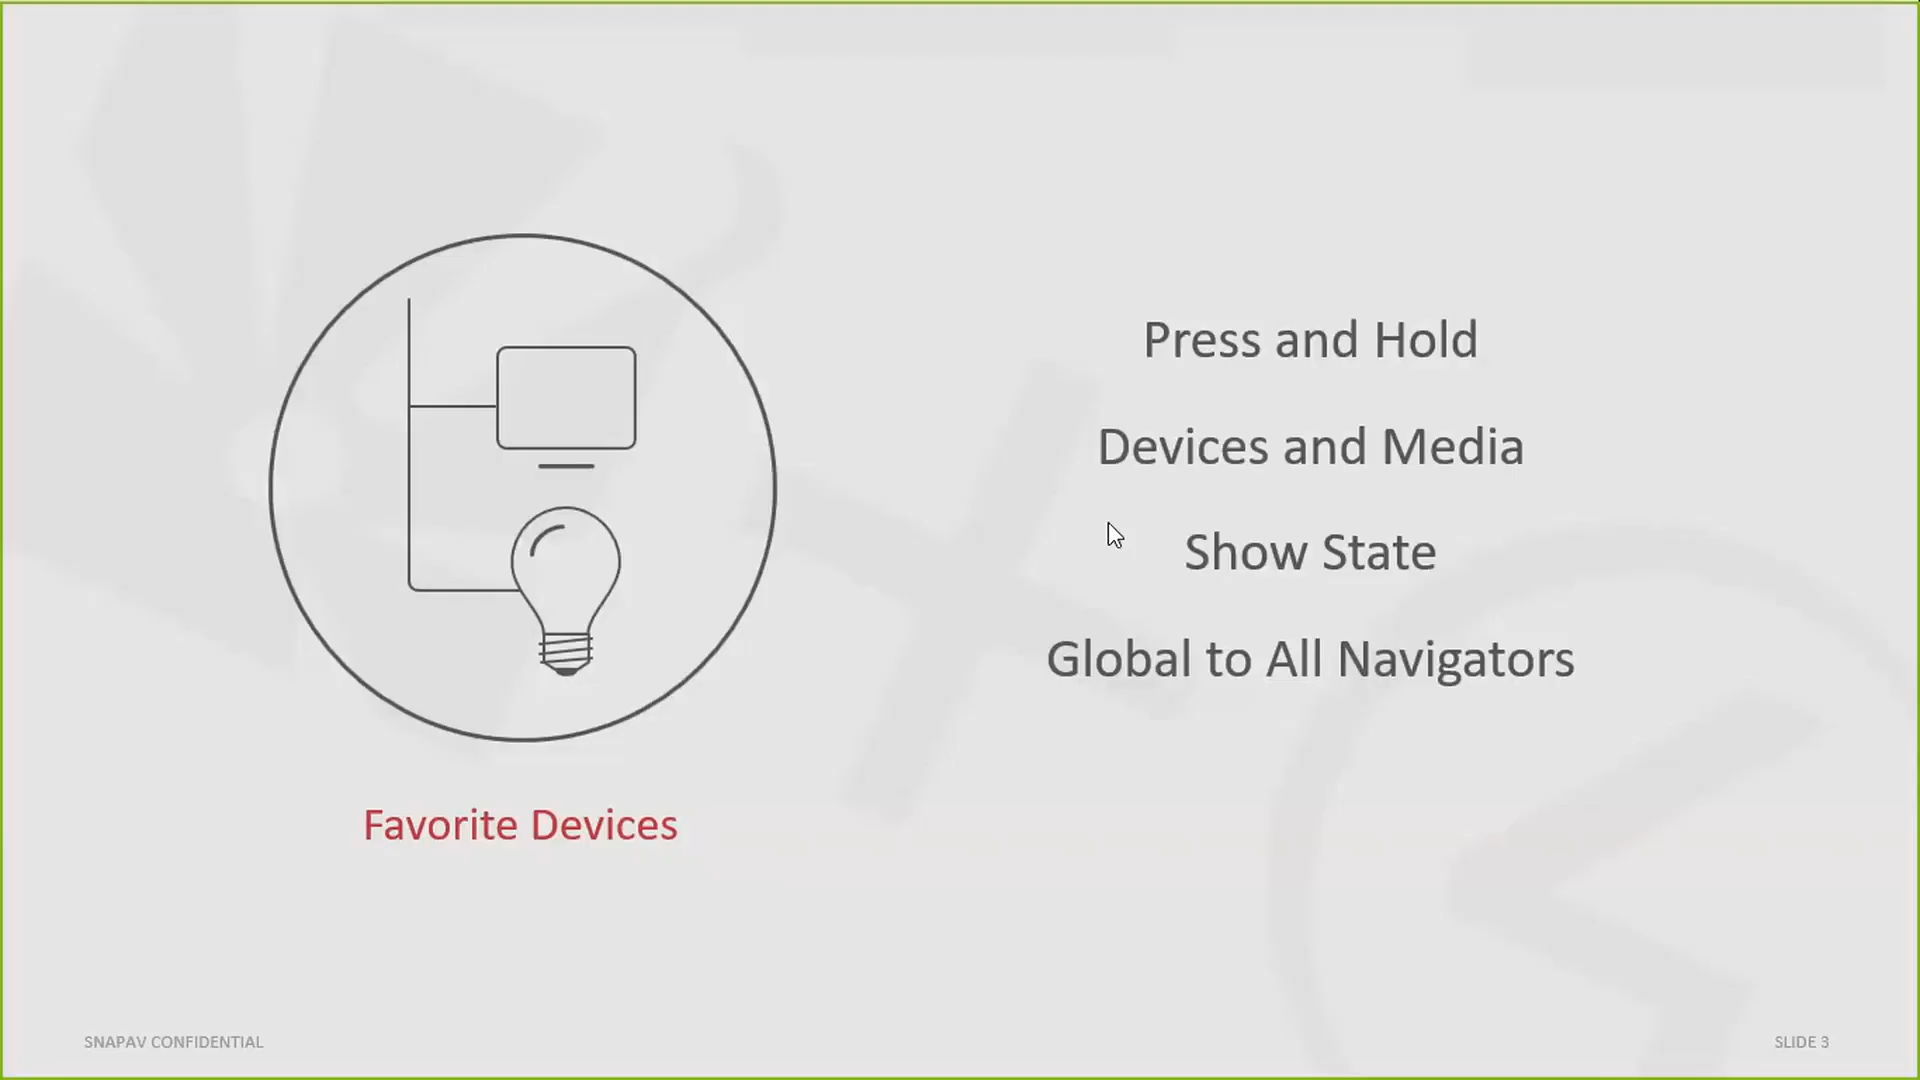 Press and Hold
Devices and Media
Show State
Global to All Navigators
Favorite Devices
SNAPAV CONFIDENTIAL
SLIDE 3